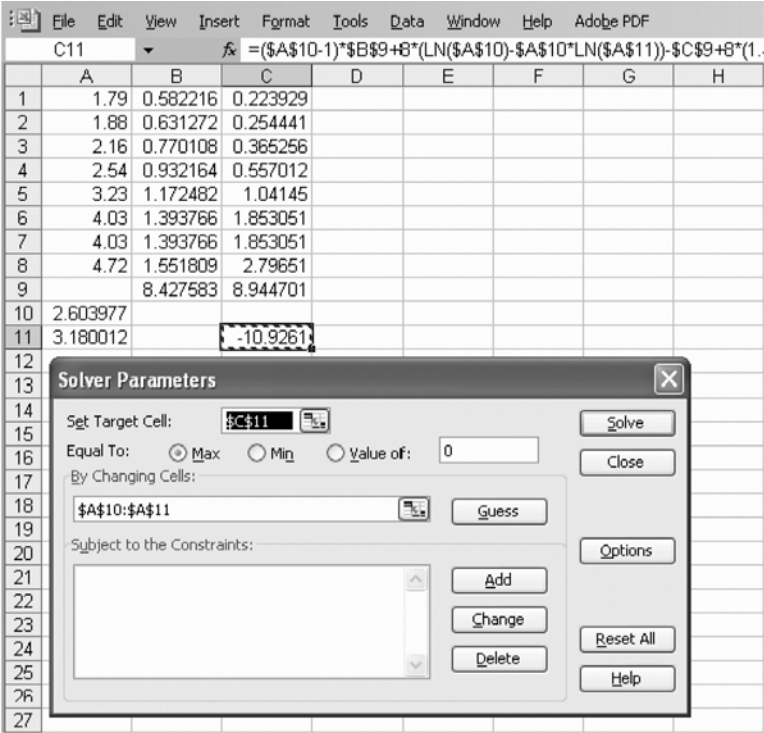 File Edit View Insert Format Tools Data Window Help Adobe PDF
C11 fx =($A$10-1)*$B$9+8*(LN($A$10)-$A$10*LN($A$11))-$C$9+8*(1.
A B C D E F G H
1 1.79 0.582216 0.223929
2 1.88 0.631272 0.254441
3 2.16 0.770108 0.365256
4 2.54 0.932164 0.557012
5 3.23 1.172482 1.04145
6 4.03 1.393766 1.853051
7 4.03 1.393766 1.853051
8 4.72 1.551809 2.79651
9 8.427583 8.944701
10 2.603977
11 3.180012 -10.9261
12
13
14
15
16
17
18
19
20
21
22
23
24
25
26
27
Solver Parameters
Set Target Cell: $C$11 Solve
Equal To: Max Min Value of: 0 Close
By Changing Cells:
$A$10:$A$11 Guess
Subject to the Constraints: Options
Add
Change
Reset All
Delete
Help